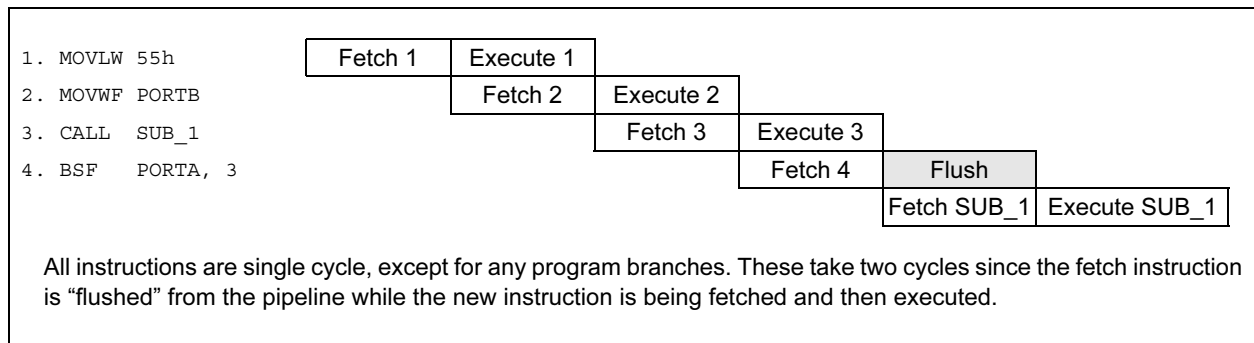 1. MOVLW 55h Fetch 1 Execute 1
2. MOVWF PORTB Fetch 2 Execute 2
3. CALL SUB_1 Fetch 3 Execute 3
4. BSF PORTA, 3 Fetch 4 Flush
Fetch SUB_1 Execute SUB_1
All instructions are single cycle, except for any program branches. These take two cycles since the fetch instruction
is “flushed” from the pipeline while the new instruction is being fetched and then executed.